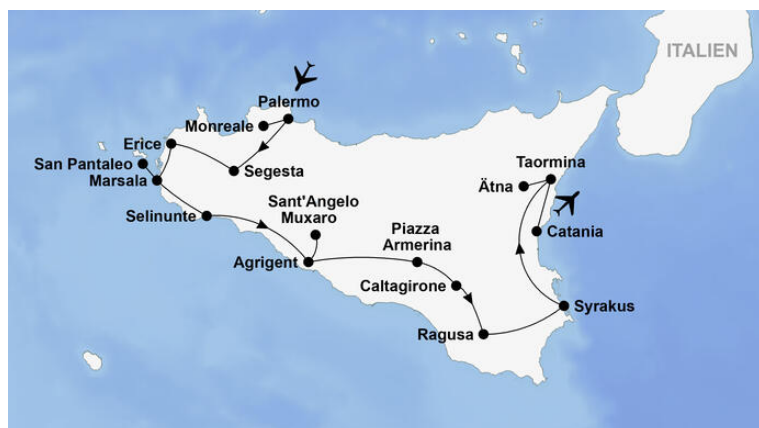 ITALIEN
Palermo
Monreale
Erice
San Pantaleo
Marsala
Segesta
Taormina
Ätna
Selinunte
Sant'Angelo
Muxaro
Piazza
Armerina
Catania
Agrigent
Caltagirone
Syrakus
Ragusa